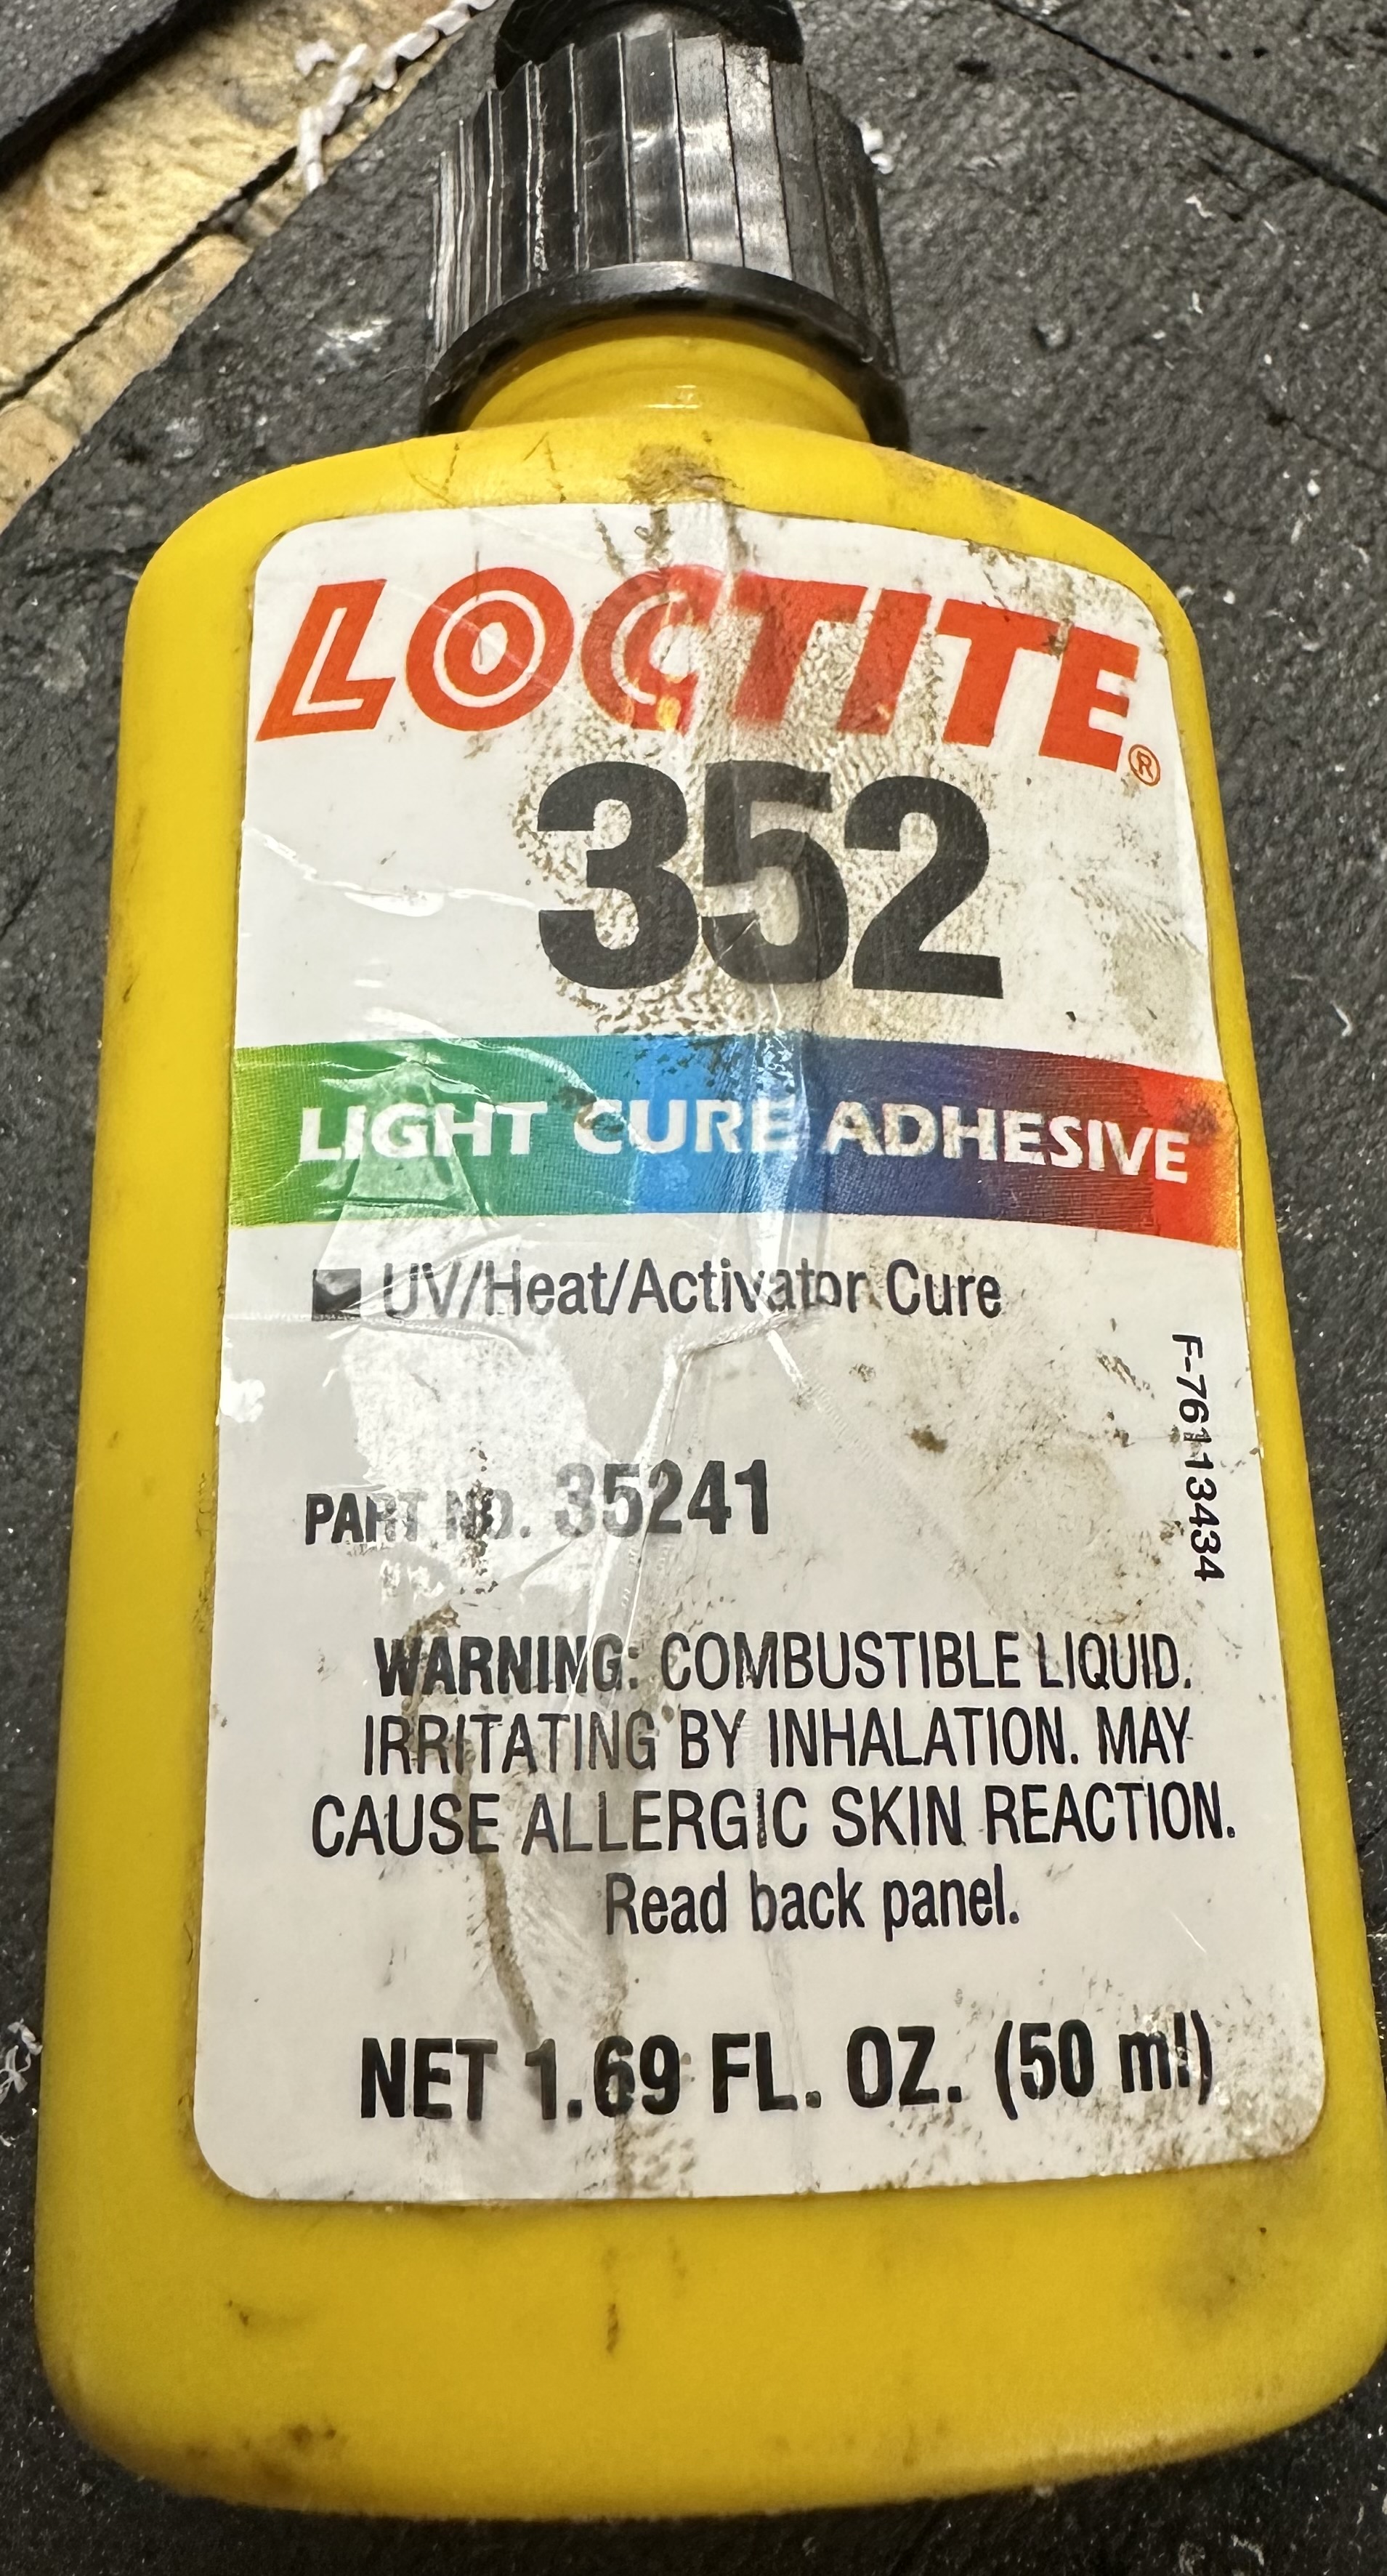 LOCTITE®
352
LIGHT CURE ADHESIVE
UV/Heat/Activator Cure
F-76113434
PART NO. 35241
WARNING: COMBUSTIBLE LIQUID.
IRRITATING BY INHALATION. MAY
CAUSE ALLERGIC SKIN REACTION.
Read back panel.
NET 1.69 FL. OZ. (50 ml)